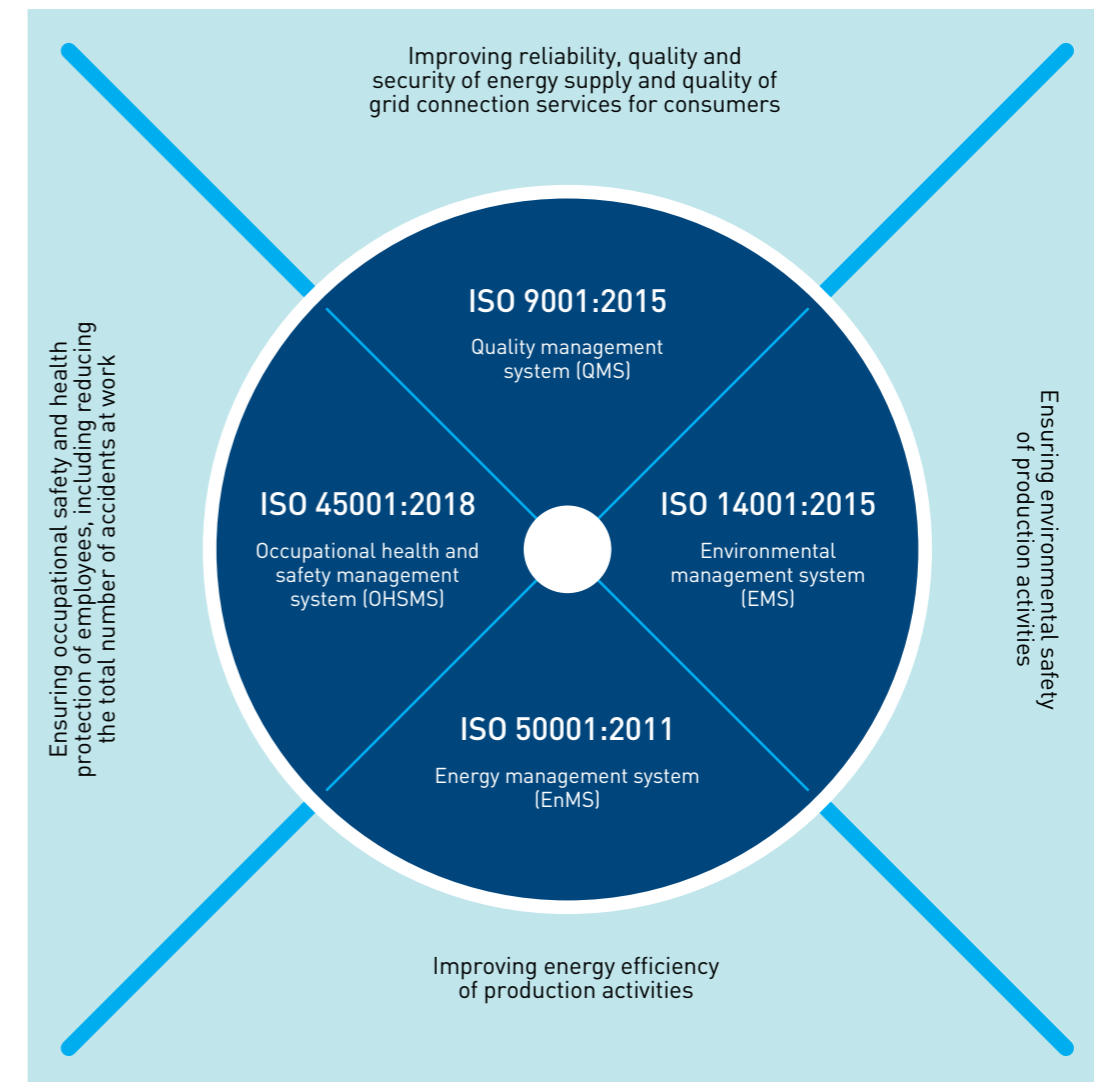 Improving reliability, quality and
security of energy supply and quality of
grid connection services for consumers
ISO 9001:2015
Quality management
system (QMS)
Ensuring occupational safety and health
protection of employees, including reducing
the total number of accidents at work
ISO 45001:2018
Occupational health and
safety management
system (OHSMS)
ISO 14001:2015
Environmental
management system
(EMS)
Ensuring environmental safety
of production activities
ISO 50001:2011
Energy management system
(EnMS)
Improving energy efficiency
of production activities